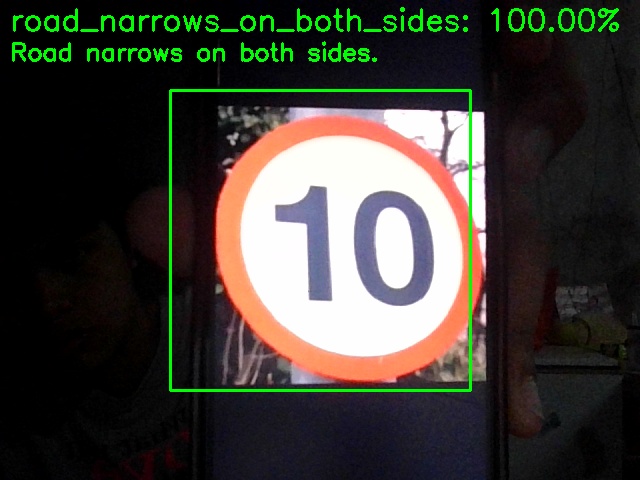 road_narrows_on_both_sides: 100.00%
Road narrows on both sides.
10